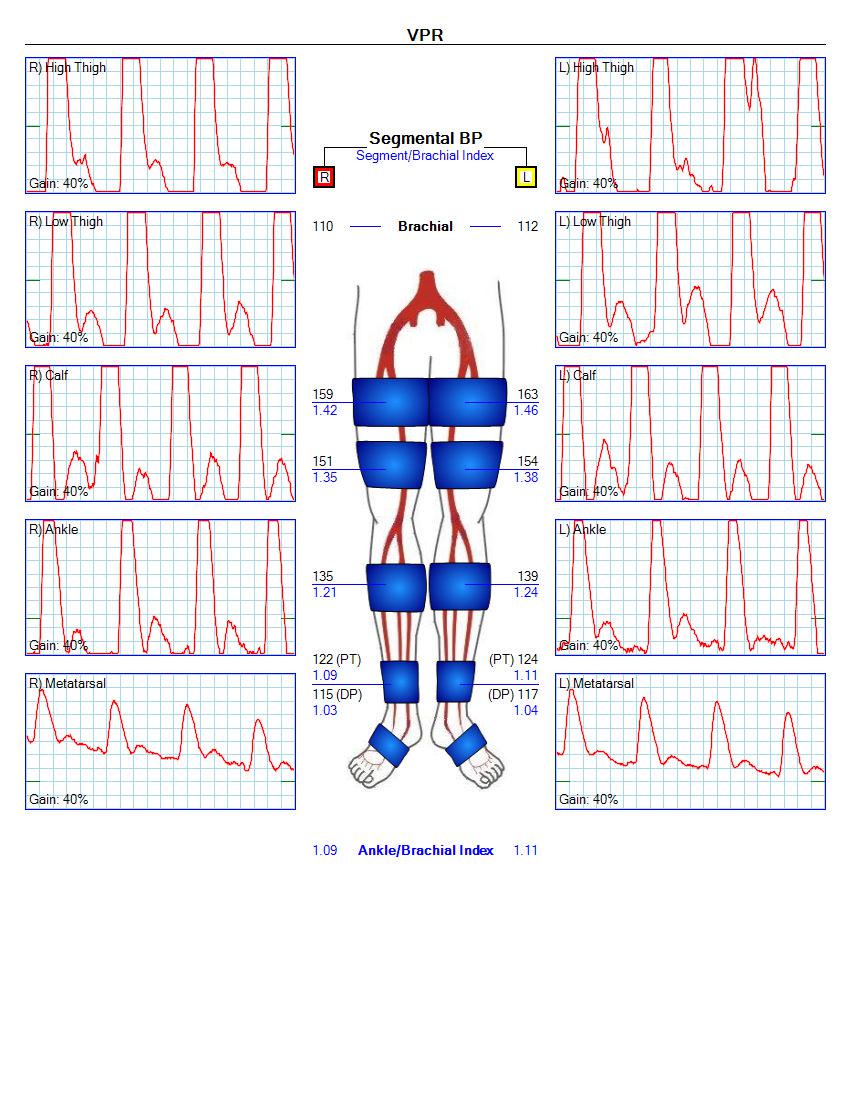 VPR
R) High Thigh
Gain: 40%
L) High Thigh
Gain: 40%
Segmental BP
Segment/Brachial Index
R
L
110 Brachial 112
R) Low Thigh
Gain: 40%
L) Low Thigh
Gain: 40%
R) Calf
Gain: 40%
L) Calf
Gain: 40%
159 163
1.42 1.46
151 154
1.35 1.38
R) Ankle
Gain: 40%
L) Ankle
Gain: 40%
135 139
1.21 1.24
122 (PT) (PT) 124
1.09 1.11
115 (DP) (DP) 117
1.03 1.04
R) Metatarsal
Gain: 40%
L) Metatarsal
Gain: 40%
1.09 Ankle/Brachial Index 1.11